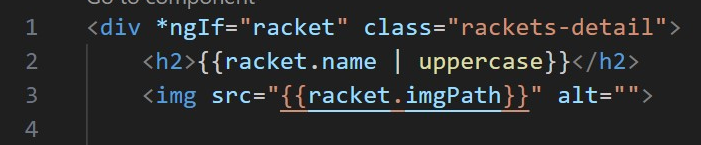 Go to component
1 <div *ngIf="racket" class="rackets-detail">
2 <h2>{{racket.name | uppercase}}</h2>
3 <img src="{{racket.imgPath}}" alt="">
4